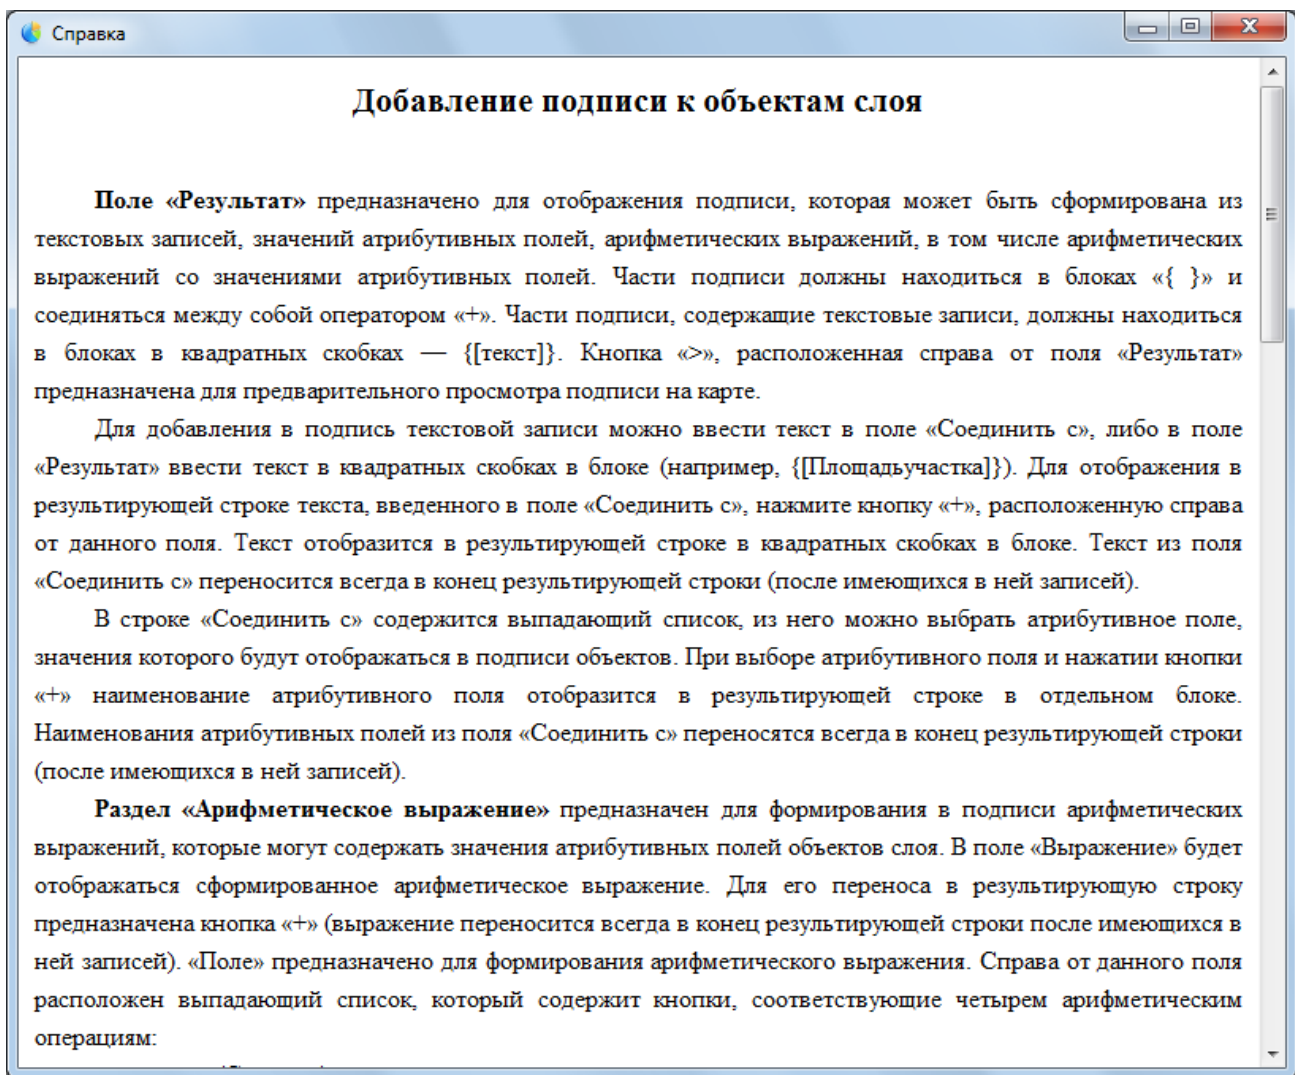 Справка
Добавление подписи к объектам слоя
Поле «Результат» предназначено для отображения подписи, которая может быть сформирована из
текстовых записей, значений атрибутивных полей, арифметических выражений, в том числе арифметических
выражений со значениями атрибутивных полей. Части подписи должны находиться в блоках «{ }» и
соединяться между собой оператором «+». Части подписи, содержащие текстовые записи, должны находиться
в блоках в квадратных скобках — {[текст]}. Кнопка «>», расположенная справа от поля «Результат»
предназначена для предварительного просмотра подписи на карте.
Для добавления в подпись текстовой записи можно ввести текст в поле «Соединить с», либо в поле
«Результат» ввести текст в квадратных скобках в блоке (например, {[Площадьучастка]}). Для отображения в
результирующей строке текста, введенного в поле «Соединить с», нажмите кнопку «+», расположенную справа
от данного поля. Текст отобразится в результирующей строке в квадратных скобках в блоке. Текст из поля
«Соединить с» переносится всегда в конец результирующей строки (после имеющихся в ней записей).
В строке «Соединить с» содержится выпадающий список, из него можно выбрать атрибутивное поле,
значения которого будут отображаться в подписи объектов. При выборе атрибутивного поля и нажатии кнопки
«+» наименование атрибутивного поля отобразится в результирующей строке в отдельном блоке.
Наименования атрибутивных полей из поля «Соединить с» переносятся всегда в конец результирующей строки
(после имеющихся в ней записей).
Раздел «Арифметическое выражение» предназначен для формирования в подписи арифметических
выражений, которые могут содержать значения атрибутивных полей объектов слоя. В поле «Выражение» будет
отображаться сформированное арифметическое выражение. Для его переноса в результирующую строку
предназначена кнопка «+» (выражение переносится всегда в конец результирующей строки после имеющихся в
ней записей). «Поле» предназначено для формирования арифметического выражения. Справа от данного поля
расположен выпадающий список, который содержит кнопки, соответствующие четырем арифметическим
операциям: